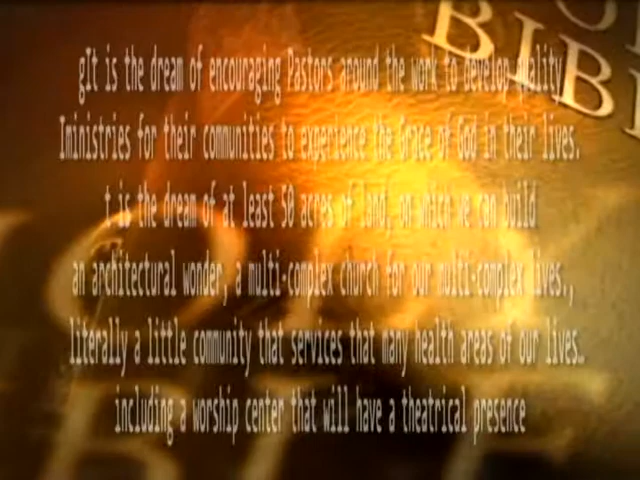 BIBL
BIBI
gIt is the dream of encouraging Pastors around the work to develop quality
Iministries for their communities to experience the Grace of God in their lives.
t is the dream of at least 50 acres of land, on which we can build
an architectural wonder, a multi-complex church for our multi-complex lives.,
literally a little community that services that many health areas of our lives..
including a worship center that will have a theatrical presence